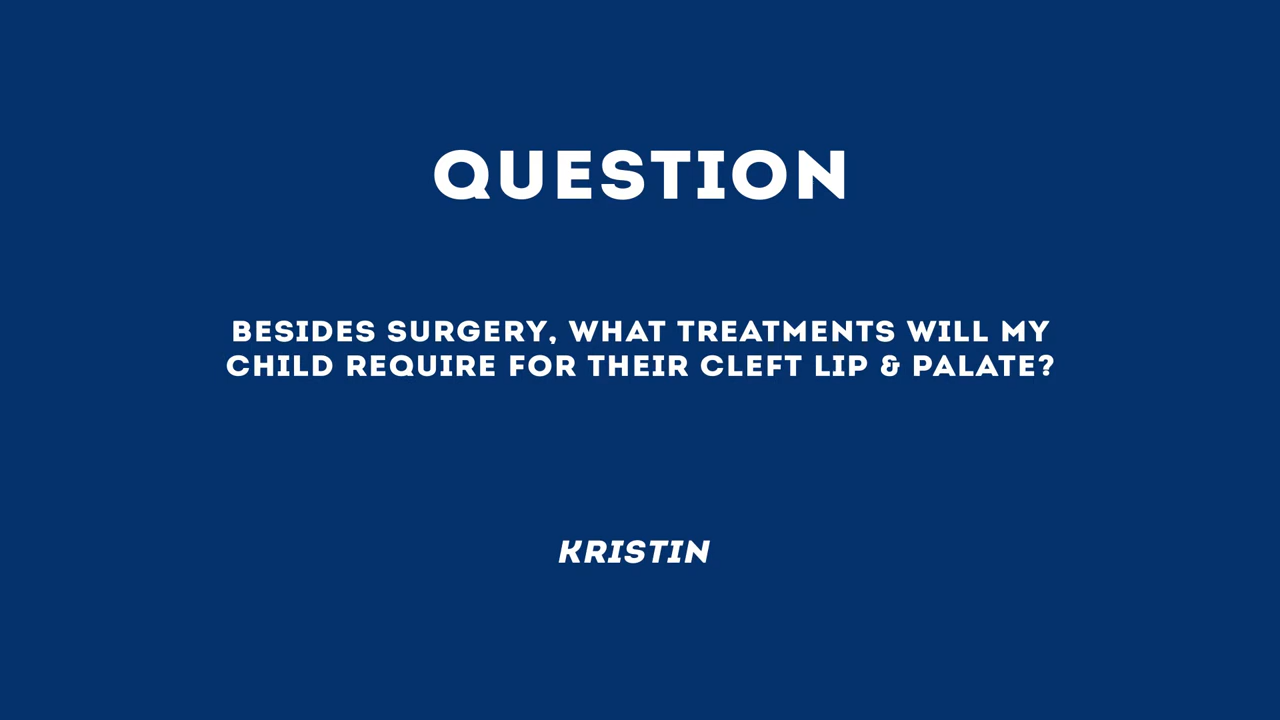 QUESTION
BESIDES SURGERY, WHAT TREATMENTS WILL MY
CHILD REQUIRE FOR THEIR CLEFT LIP & PALATE?
KRISTIN